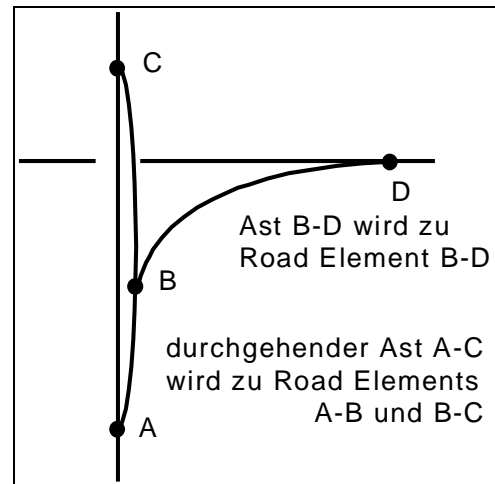 C
D
Ast B-D wird zu
Road Element B-D
B
durchgehender Ast A-C
wird zu Road Elements
A-B und B-C
A